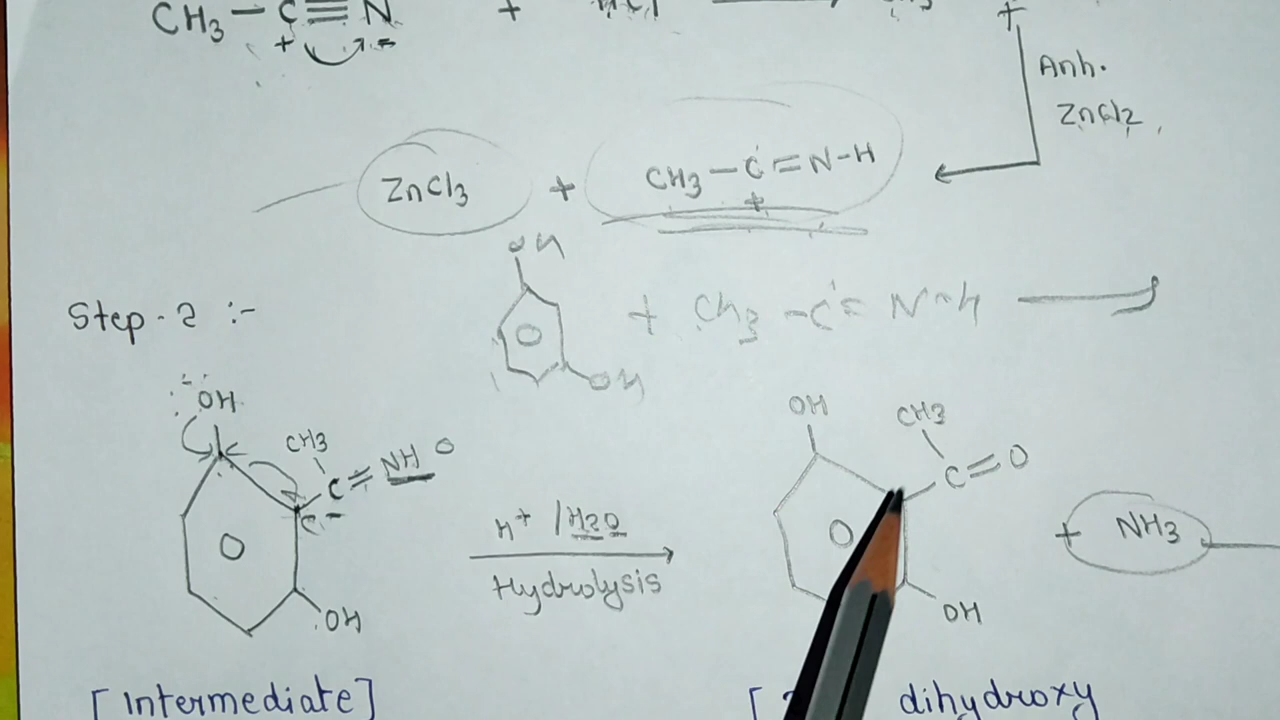 CH3 — C ≡ N +
+ -
+
Anh.
ZnCl2
ZnCl3 + CH3 — C = N - H
+
OH
Step - 2 :-
+ CH3 - C = N - H
OH
OH
CH3
C = NH O
C -
OH
H+ / H2O
Hydrolysis
OH
CH3
C = O
OH
+ NH3
[ Intermediate ]
[ dihydroxy